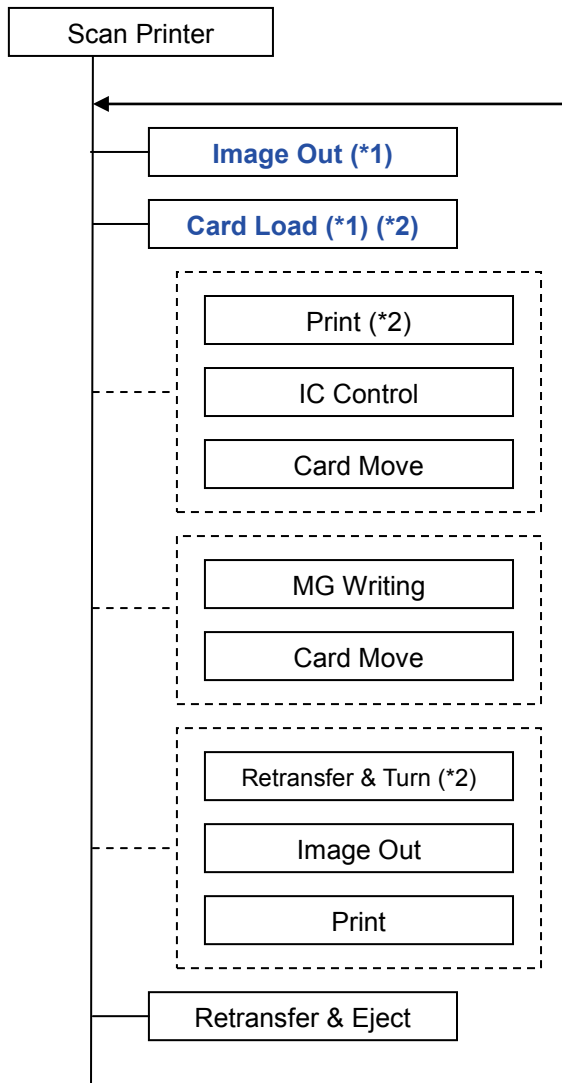 Scan Printer
Image Out (*1)
Card Load (*1) (*2)
Print (*2)
IC Control
Card Move
MG Writing
Card Move
Retransfer & Turn (*2)
Image Out
Print
Retransfer & Eject